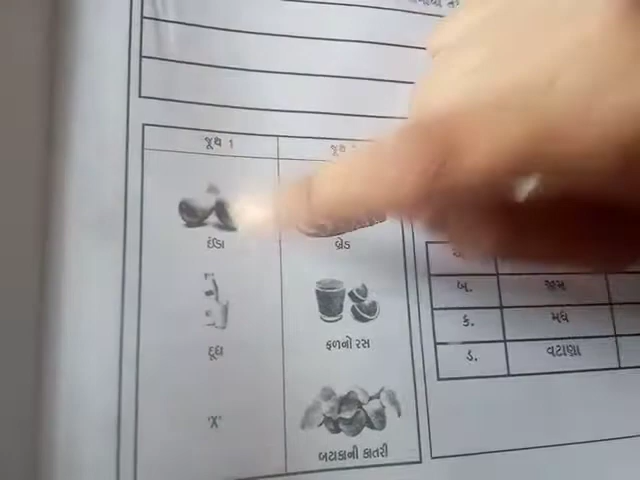 જૂથ 1
જૂથ
ઈંડા
બ્રેડ
દૂધ
ફળનો રસ
'X'
બટાકાની કાતરી
બ. જામ
ક. મધ
ડ. વટાણા